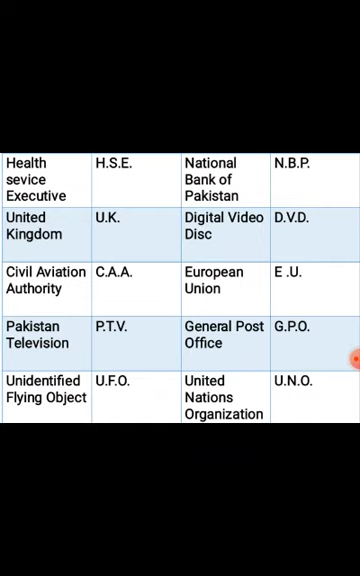 Health H.S.E. National N.B.P.
sevice Bank of
Executive Pakistan
United U.K. Digital Video D.V.D.
Kingdom Disc
Civil Aviation C.A.A. European E .U.
Authority Union
Pakistan P.T.V. General Post G.P.O.
Television Office
Unidentified U.F.O. United U.N.O.
Flying Object Nations
Organization